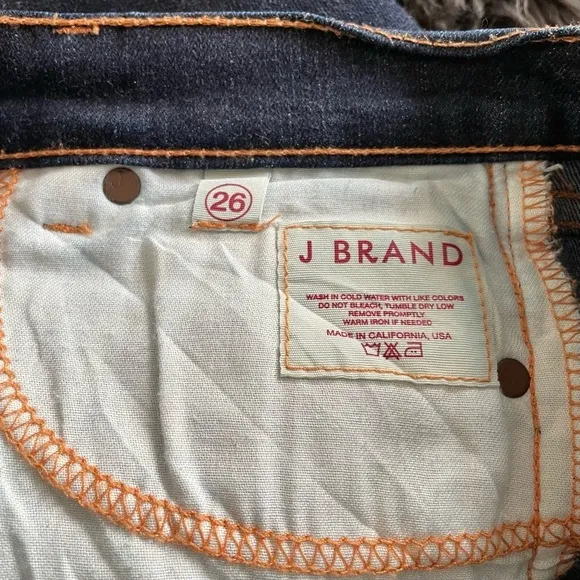 26
J BRAND
WASH IN COLD WATER WITH LIKE COLORS
DO NOT BLEACH, TUMBLE DRY LOW
REMOVE PROMPTLY
WARM IRON IF NEEDED
MADE IN CALIFORNIA, USA